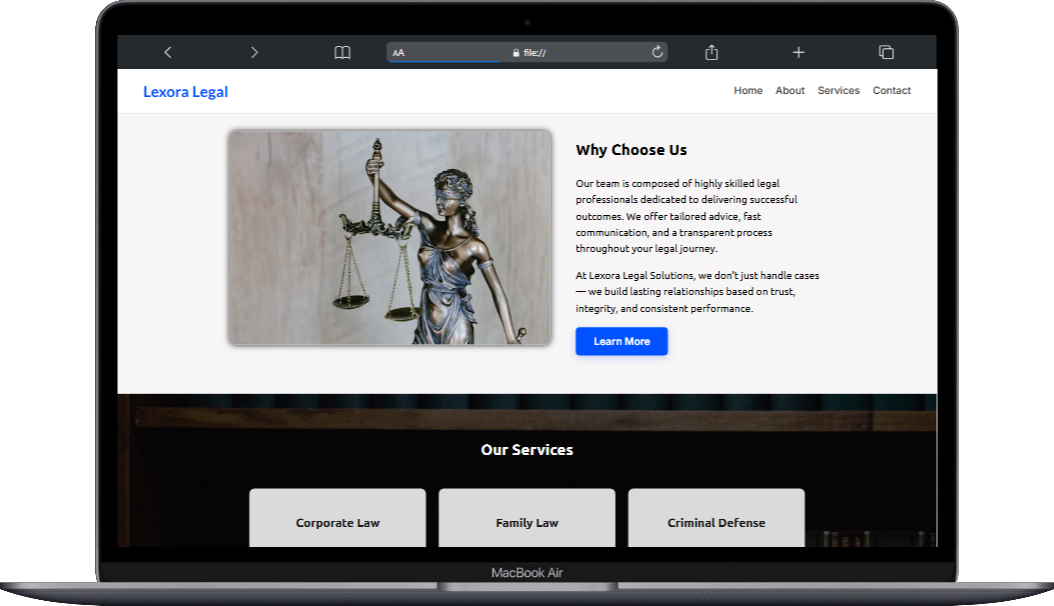 AA file://
Lexora Legal
Home About Services Contact
Why Choose Us
Our team is composed of highly skilled legal
professionals dedicated to delivering successful
outcomes. We offer tailored advice, fast
communication, and a transparent process
throughout your legal journey.
At Lexora Legal Solutions, we don't just handle cases
— we build lasting relationships based on trust,
integrity, and consistent performance.
Learn More
Our Services
Corporate Law Family Law Criminal Defense
MacBook Air